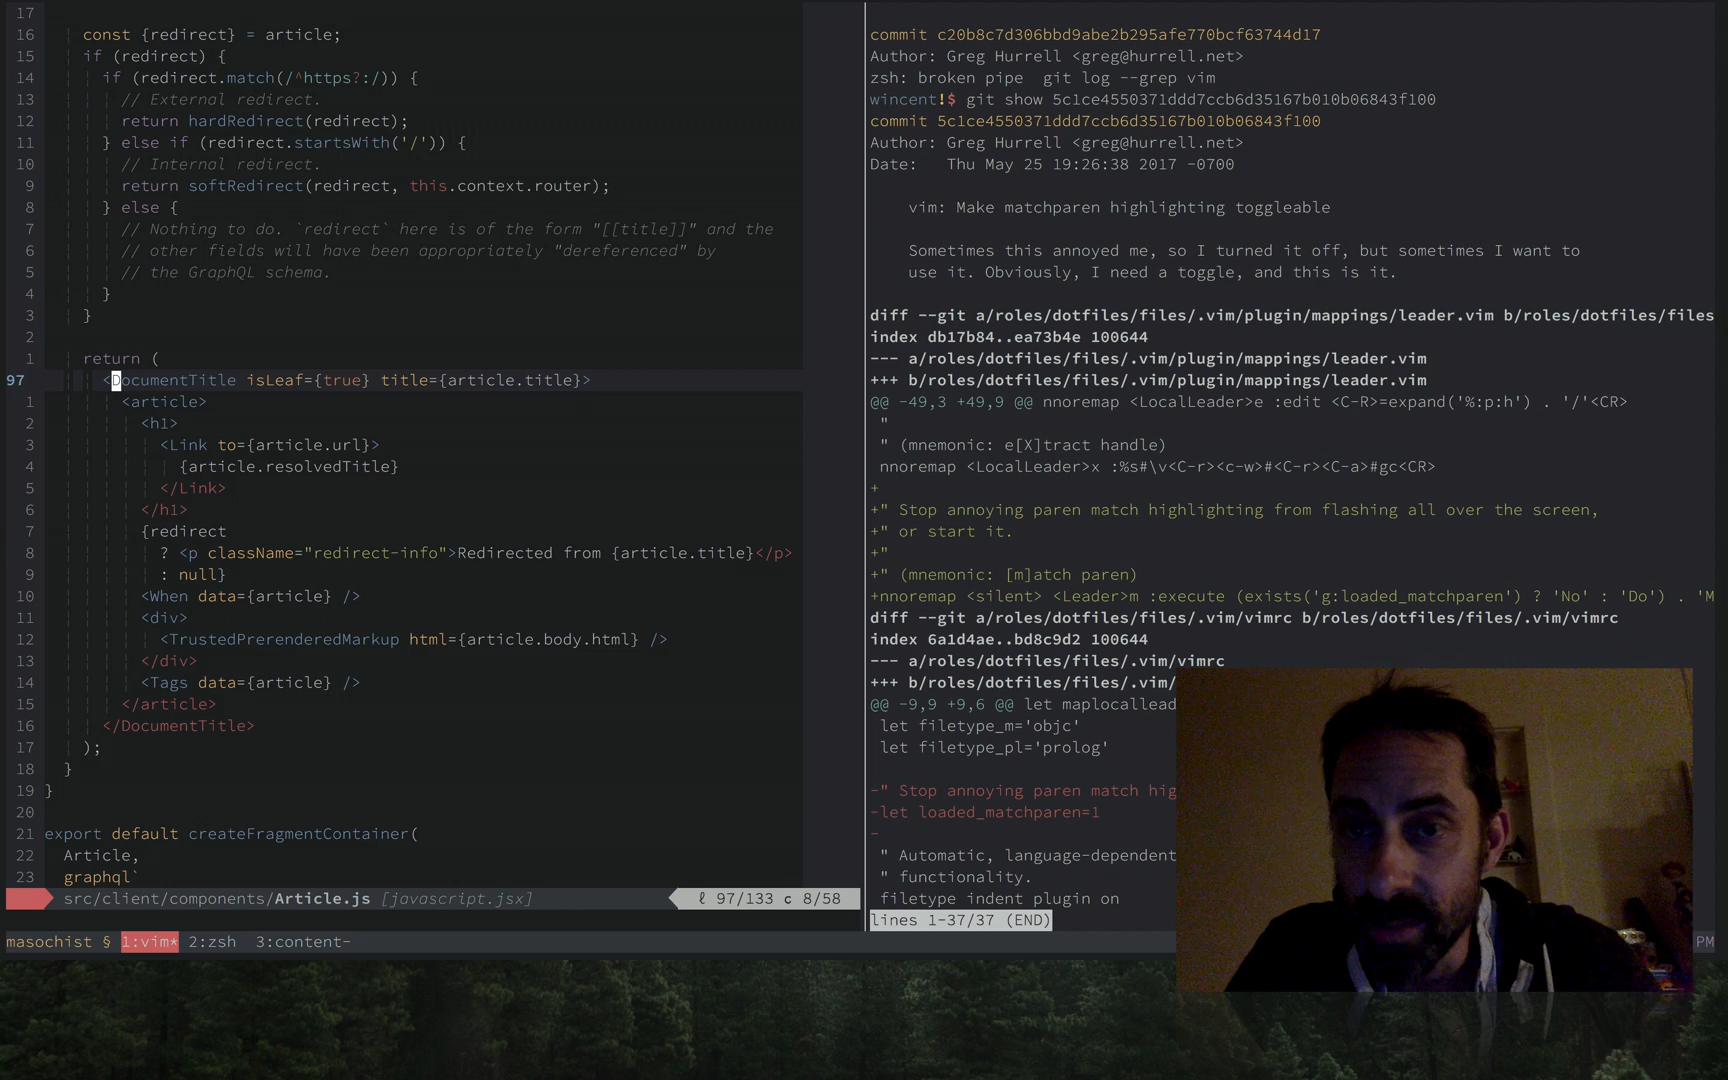 17
16 const {redirect} = article;
15 if (redirect) {
14 if (redirect.match(/^https?:/)) {
13 // External redirect.
12 return hardRedirect(redirect);
11 } else if (redirect.startsWith('/')) {
10 // Internal redirect.
9 return softRedirect(redirect, this.context.router);
8 } else {
7 // Nothing to do. `redirect` here is of the form "[[title]]" and the
6 // other fields will have been appropriately "dereferenced" by
5 // the GraphQL schema.
4 }
3 }
2
1 return (
97 <DocumentTitle isLeaf={true} title={article.title}>
1 <article>
2 <h1>
3 <Link to={article.url}>
4 {article.resolvedTitle}
5 </Link>
6 </h1>
7 {redirect
8 ? <p className="redirect-info">Redirected from {article.title}</p>
9 : null}
10 <When data={article} />
11 <div>
12 <TrustedPrerenderedMarkup html={article.body.html} />
13 </div>
14 <Tags data={article} />
15 </article>
16 </DocumentTitle>
17 );
18 }
19 }
20
21 export default createFragmentContainer(
22 Article,
23 graphql`
src/client/components/Article.js [javascript.jsx] ℓ 97/133 c 8/58
commit c20b8c7d306bbd9abe2b295afe770bcf63744d17
Author: Greg Hurrell <greg@hurrell.net>
zsh: broken pipe git log --grep vim
wincent!$ git show 5c1ce4550371ddd7ccb6d35167b010b06843f100
commit 5c1ce4550371ddd7ccb6d35167b010b06843f100
Author: Greg Hurrell <greg@hurrell.net>
Date: Thu May 25 19:26:38 2017 -0700
vim: Make matchparen highlighting toggleable
Sometimes this annoyed me, so I turned it off, but sometimes I want to
use it. Obviously, I need a toggle, and this is it.
diff --git a/roles/dotfiles/files/.vim/plugin/mappings/leader.vim b/roles/dotfiles/files
index db17b84..ea73b4e 100644
--- a/roles/dotfiles/files/.vim/plugin/mappings/leader.vim
+++ b/roles/dotfiles/files/.vim/plugin/mappings/leader.vim
@@ -49,3 +49,9 @@ nnoremap <LocalLeader>e :edit <C-R>=expand('%:p:h') . '/'<CR>
"
" (mnemonic: e[X]tract handle)
nnoremap <LocalLeader>x :%s#\v<C-r><c-w>#<C-r><C-a>#gc<CR>
+
+" Stop annoying paren match highlighting from flashing all over the screen,
+" or start it.
+"
+" (mnemonic: [m]atch paren)
+nnoremap <silent> <Leader>m :execute (exists('g:loaded_matchparen') ? 'No' : 'Do') . 'M
diff --git a/roles/dotfiles/files/.vim/vimrc b/roles/dotfiles/files/.vim/vimrc
index 6a1d4ae..bd8c9d2 100644
--- a/roles/dotfiles/files/.vim/vimrc
+++ b/roles/dotfiles/files/.vim/
@@ -9,9 +9,6 @@ let maplocallead
let filetype_m='objc'
let filetype_pl='prolog'
-" Stop annoying paren match hig
-let loaded_matchparen=1
-
" Automatic, language-dependent
" functionality.
filetype indent plugin on
lines 1-37/37 (END)
masochist § 1:vim* 2:zsh 3:content- PM